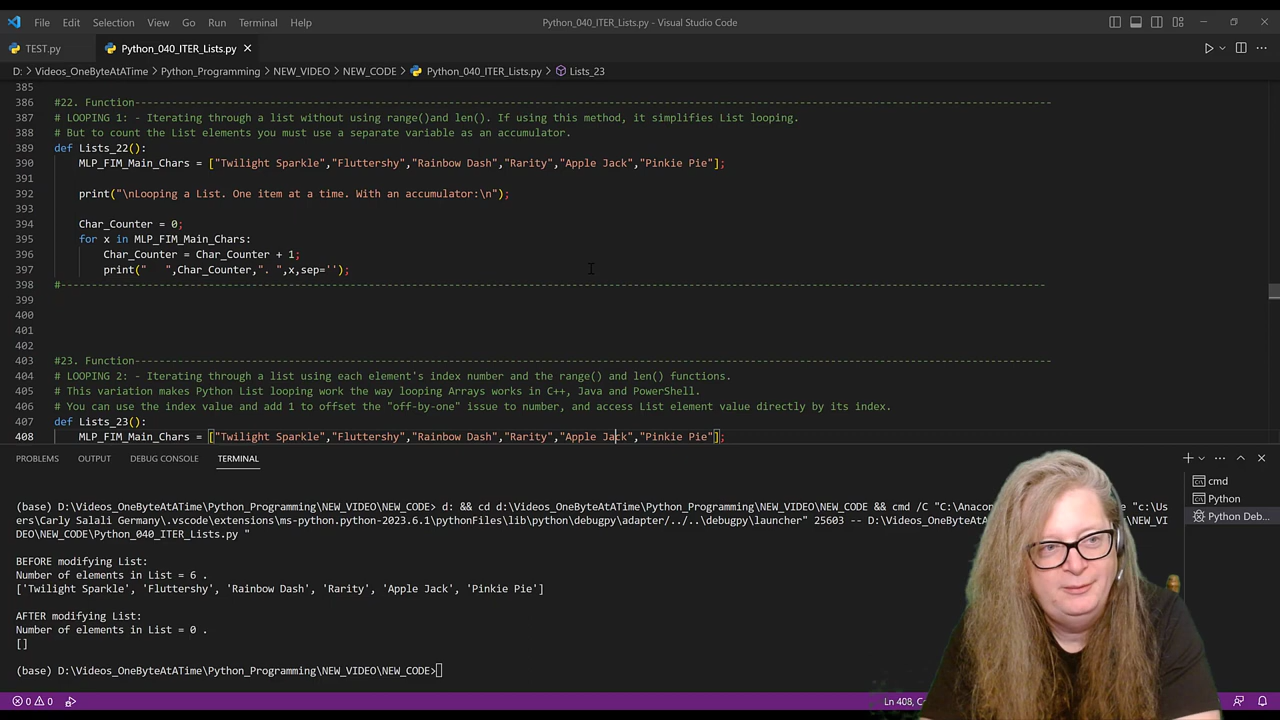 File Edit Selection View Go Run Terminal Help
Python_040_ITER_Lists.py - Visual Studio Code
TEST.py
Python_040_ITER_Lists.py
D: > Videos_OneByteAtATime > Python_Programming > NEW_VIDEO > NEW_CODE > Python_040_ITER_Lists.py > Lists_23
385
386 #22. Function----------------------------------------------------------------------------------------------------------------------------------------------------
387 # LOOPING 1: - Iterating through a list without using range()and len(). If using this method, it simplifies List looping.
388 # But to count the List elements you must use a separate variable as an accumulator.
389 def Lists_22():
390 MLP_FIM_Main_Chars = ["Twilight Sparkle","Fluttershy","Rainbow Dash","Rarity","Apple Jack","Pinkie Pie"];
391
392 print("\nLooping a List. One item at a time. With an accumulator:\n");
393
394 Char_Counter = 0;
395 for x in MLP_FIM_Main_Chars:
396 Char_Counter = Char_Counter + 1;
397 print("   ",Char_Counter,". ",x,sep='');
398 #----------------------------------------------------------------------------------------------------------------------------------------------------------------
399
400
401
402
403 #23. Function----------------------------------------------------------------------------------------------------------------------------------------------------
404 # LOOPING 2: - Iterating through a list using each element's index number and the range() and len() functions.
405 # This variation makes Python List looping work the way looping Arrays works in C++, Java and PowerShell.
406 # You can use the index value and add 1 to offset the "off-by-one" issue to number, and access List element value directly by its index.
407 def Lists_23():
408 MLP_FIM_Main_Chars = ["Twilight Sparkle","Fluttershy","Rainbow Dash","Rarity","Apple Jack","Pinkie Pie"];
PROBLEMS OUTPUT DEBUG CONSOLE TERMINAL
cmd
Python
Python Deb...
(base) D:\Videos_OneByteAtATime\Python_Programming\NEW_VIDEO\NEW_CODE> d: && cd d:\Videos_OneByteAtATime\Python_Programming\NEW_VIDEO\NEW_CODE && cmd /C "C:\Anacon e "c:\Us
ers\Carly Salali Germany\.vscode\extensions\ms-python.python-2023.6.1\pythonFiles\lib\python\debugpy\adapter/../..\debugpy\launcher" 25603 -- D:\Videos_OneByteAtATim \NEW_VI
DEO\NEW_CODE\Python_040_ITER_Lists.py "
BEFORE modifying List:
Number of elements in List = 6 .
['Twilight Sparkle', 'Fluttershy', 'Rainbow Dash', 'Rarity', 'Apple Jack', 'Pinkie Pie']
AFTER modifying List:
Number of elements in List = 0 .
[]
(base) D:\Videos_OneByteAtATime\Python_Programming\NEW_VIDEO\NEW_CODE>
0 0
Ln 408,